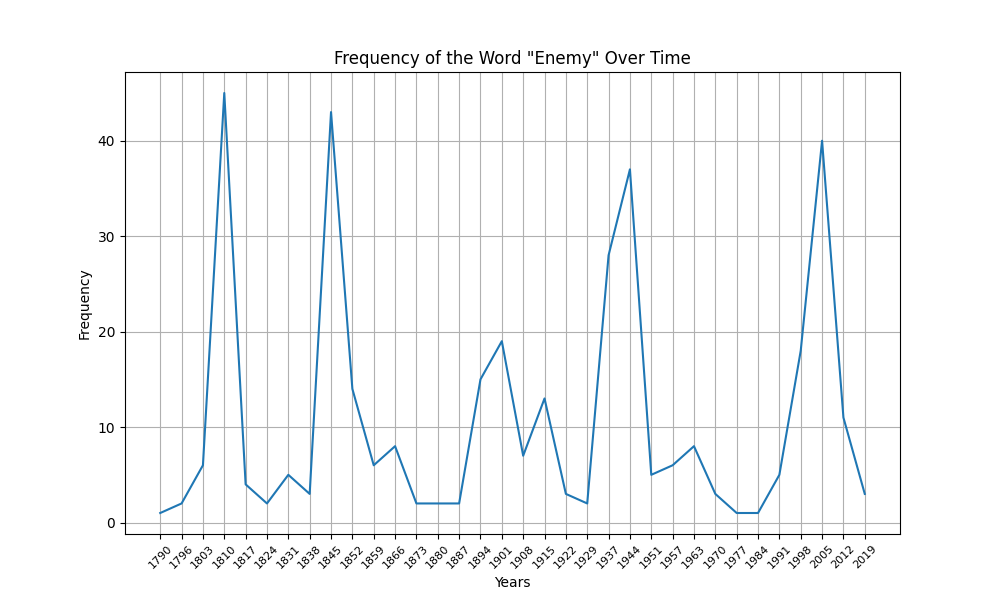 Frequency of the Word "Enemy" Over Time
Frequency
40
30
20
10
0
1790 1796 1803 1810 1817 1824 1831 1838 1845 1852 1859 1866 1873 1880 1887 1894 1901 1908 1915 1922 1929 1937 1944 1951 1957 1963 1970 1977 1984 1991 1998 2005 2012 2019
Years